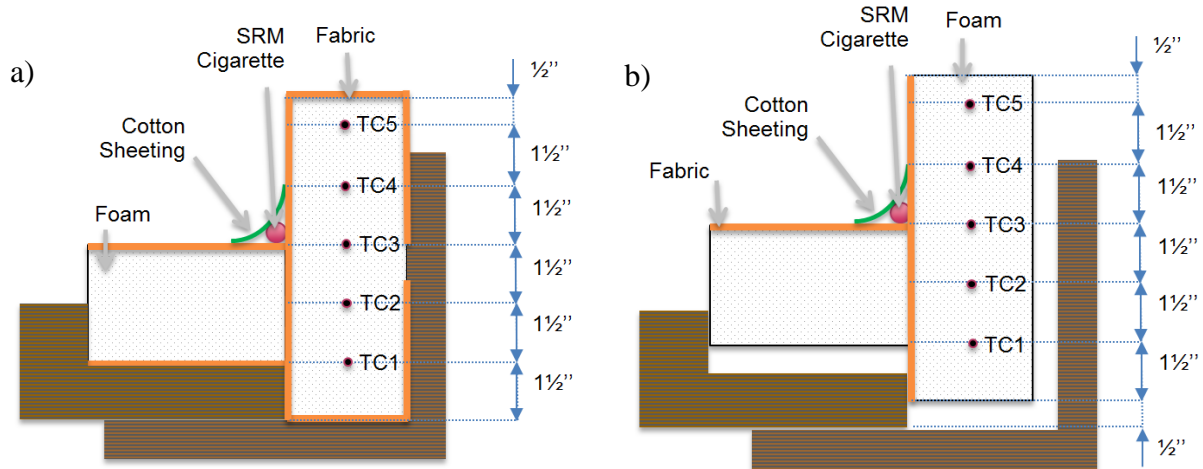 a)
SRM
Cigarette
Fabric
½’’
Cotton
Sheeting
TC5
1½’’
TC4
Foam
1½’’
TC3
1½’’
TC2
1½’’
TC1
1½’’
b)
SRM
Cigarette
Foam
½’’
Cotton
Sheeting
TC5
1½’’
TC4
Fabric
1½’’
TC3
1½’’
TC2
1½’’
TC1
1½’’
½’’